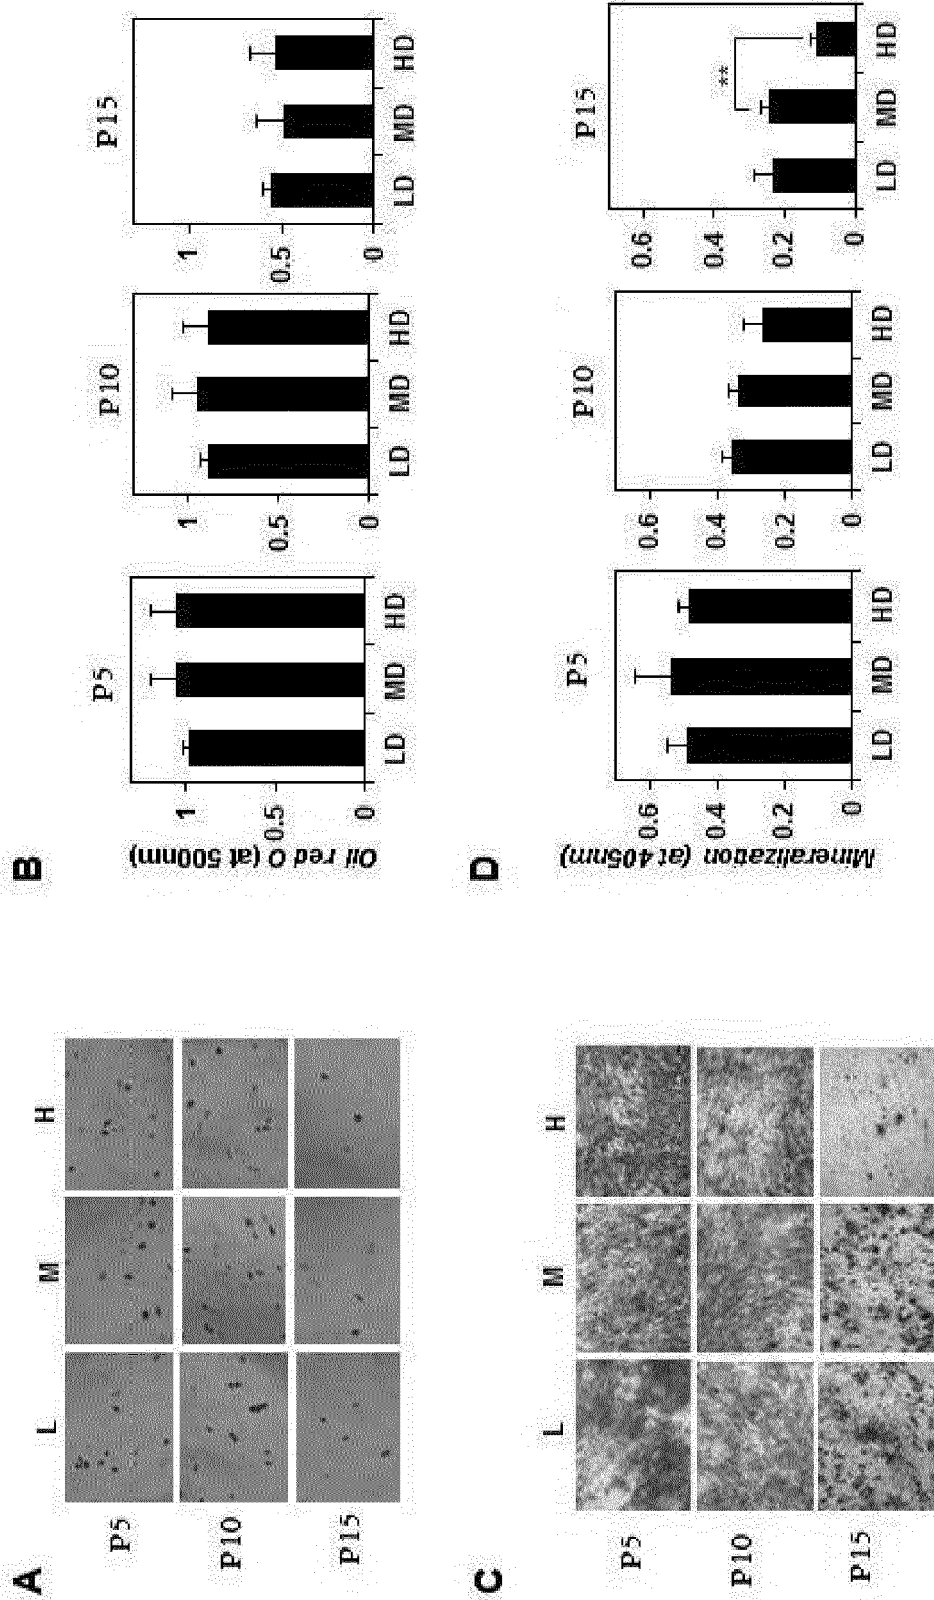 A
L M H
P5
P10
P15
B
Oil red O (at 500nm)
P5
1
0.5
0
LD MD HD
P10
1
0.5
0
LD MD HD
P15
1
0.5
0
LD MD HD
C
L M H
P5
P10
P15
D
Mineralization (at 405nm)
P5
0.6
0.4
0.2
0
LD MD HD
P10
0.6
0.4
0.2
0
LD MD HD
P15
0.6
0.4
0.2
0
**
LD MD HD